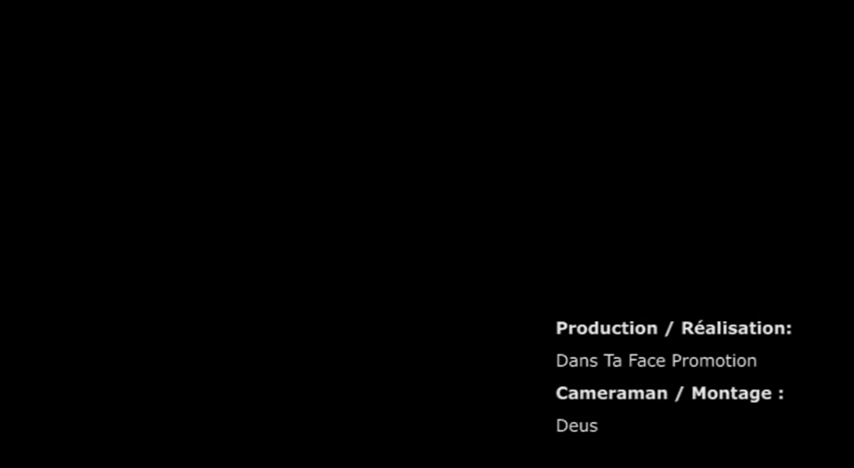 Production / Réalisation:
Dans Ta Face Promotion
Cameraman / Montage :
Deus